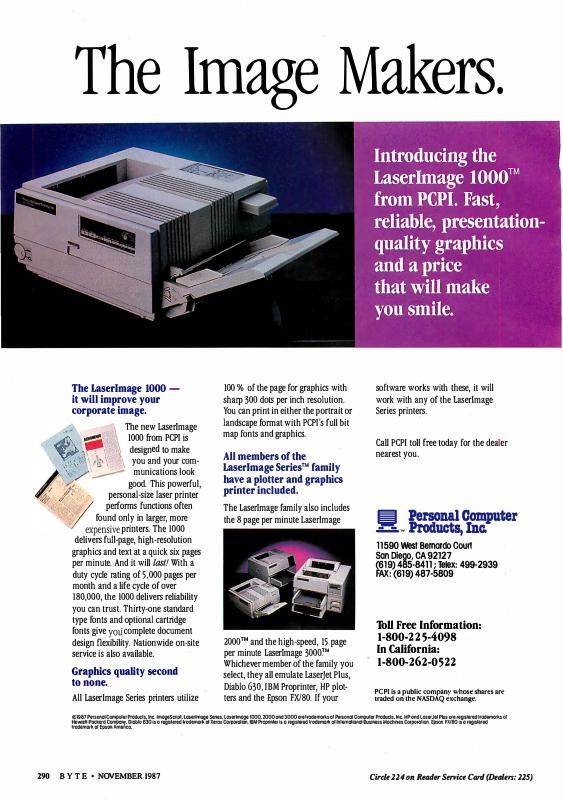 The Image Makers.
Introducing the
LaserImage 1000™
from PCPI. Fast,
reliable, presentation-
quality graphics
and a price
that will make
you smile.
The LaserImage 1000 —
it will improve your
corporate image.
The new LaserImage
1000 from PCPI is
designed to make
you and your com-
munications look
good. This powerful,
personal-size laser printer
performs functions often
found only in larger, more
expensive printers. The 1000
delivers full-page, high-resolution
graphics and text at a quick six pages
per minute. And it will last! With a
duty cycle rating of 5,000 pages per
month and a life cycle of over
180,000, the 1000 delivers reliability
you can trust. Thirty-one standard
type fonts and optional cartridge
fonts give you complete document
design flexibility. Nationwide on-site
service is also available.
Graphics quality second
to none.
All LaserImage Series printers utilize
100 % of the page for graphics with
sharp 300 dots per inch resolution.
You can print in either the portrait or
landscape format with PCPI's full bit
map fonts and graphics.
All members of the
LaserImage Series™ family
have a plotter and graphics
printer included.
The LaserImage family also includes
the 8 page per minute LaserImage
2000™ and the high-speed, 15 page
per minute LaserImage 3000.™
Whichever member of the family you
select, they all emulate LaserJet Plus,
Diablo 630, IBM Proprinter, HP plot-
ters and the Epson FX/80. If your
software works with these, it will
work with any of the LaserImage
Series printers.
Call PCPI toll free today for the dealer
nearest you.
Personal Computer
Products, Inc.
™
11590 West Bernardo Court
San Diego, CA 92127
(619) 485-8411; Telex: 499-2939
FAX: (619) 487-5809
Toll Free Information:
1-800-225-4098
In California:
1-800-262-0522
PCPI is a public company whose shares are
traded on the NASDAQ exchange.
©1987 Personal Computer Products, Inc. ImageScript, LaserImage Series, LaserImage 1000, 2000 and 3000 are trademarks of Personal Computer Products, Inc. HP and LaserJet Plus are registered trademarks of
Hewlett-Packard Company. Diablo 630 is a registered trademark of Xerox Corporation. IBM Proprinter is a registered trademark of International Business Machines Corporation. Epson FX/80 is a registered
trademark of Epson America.
290 B Y T E • NOVEMBER 1987
Circle 224 on Reader Service Card (Dealers: 225)